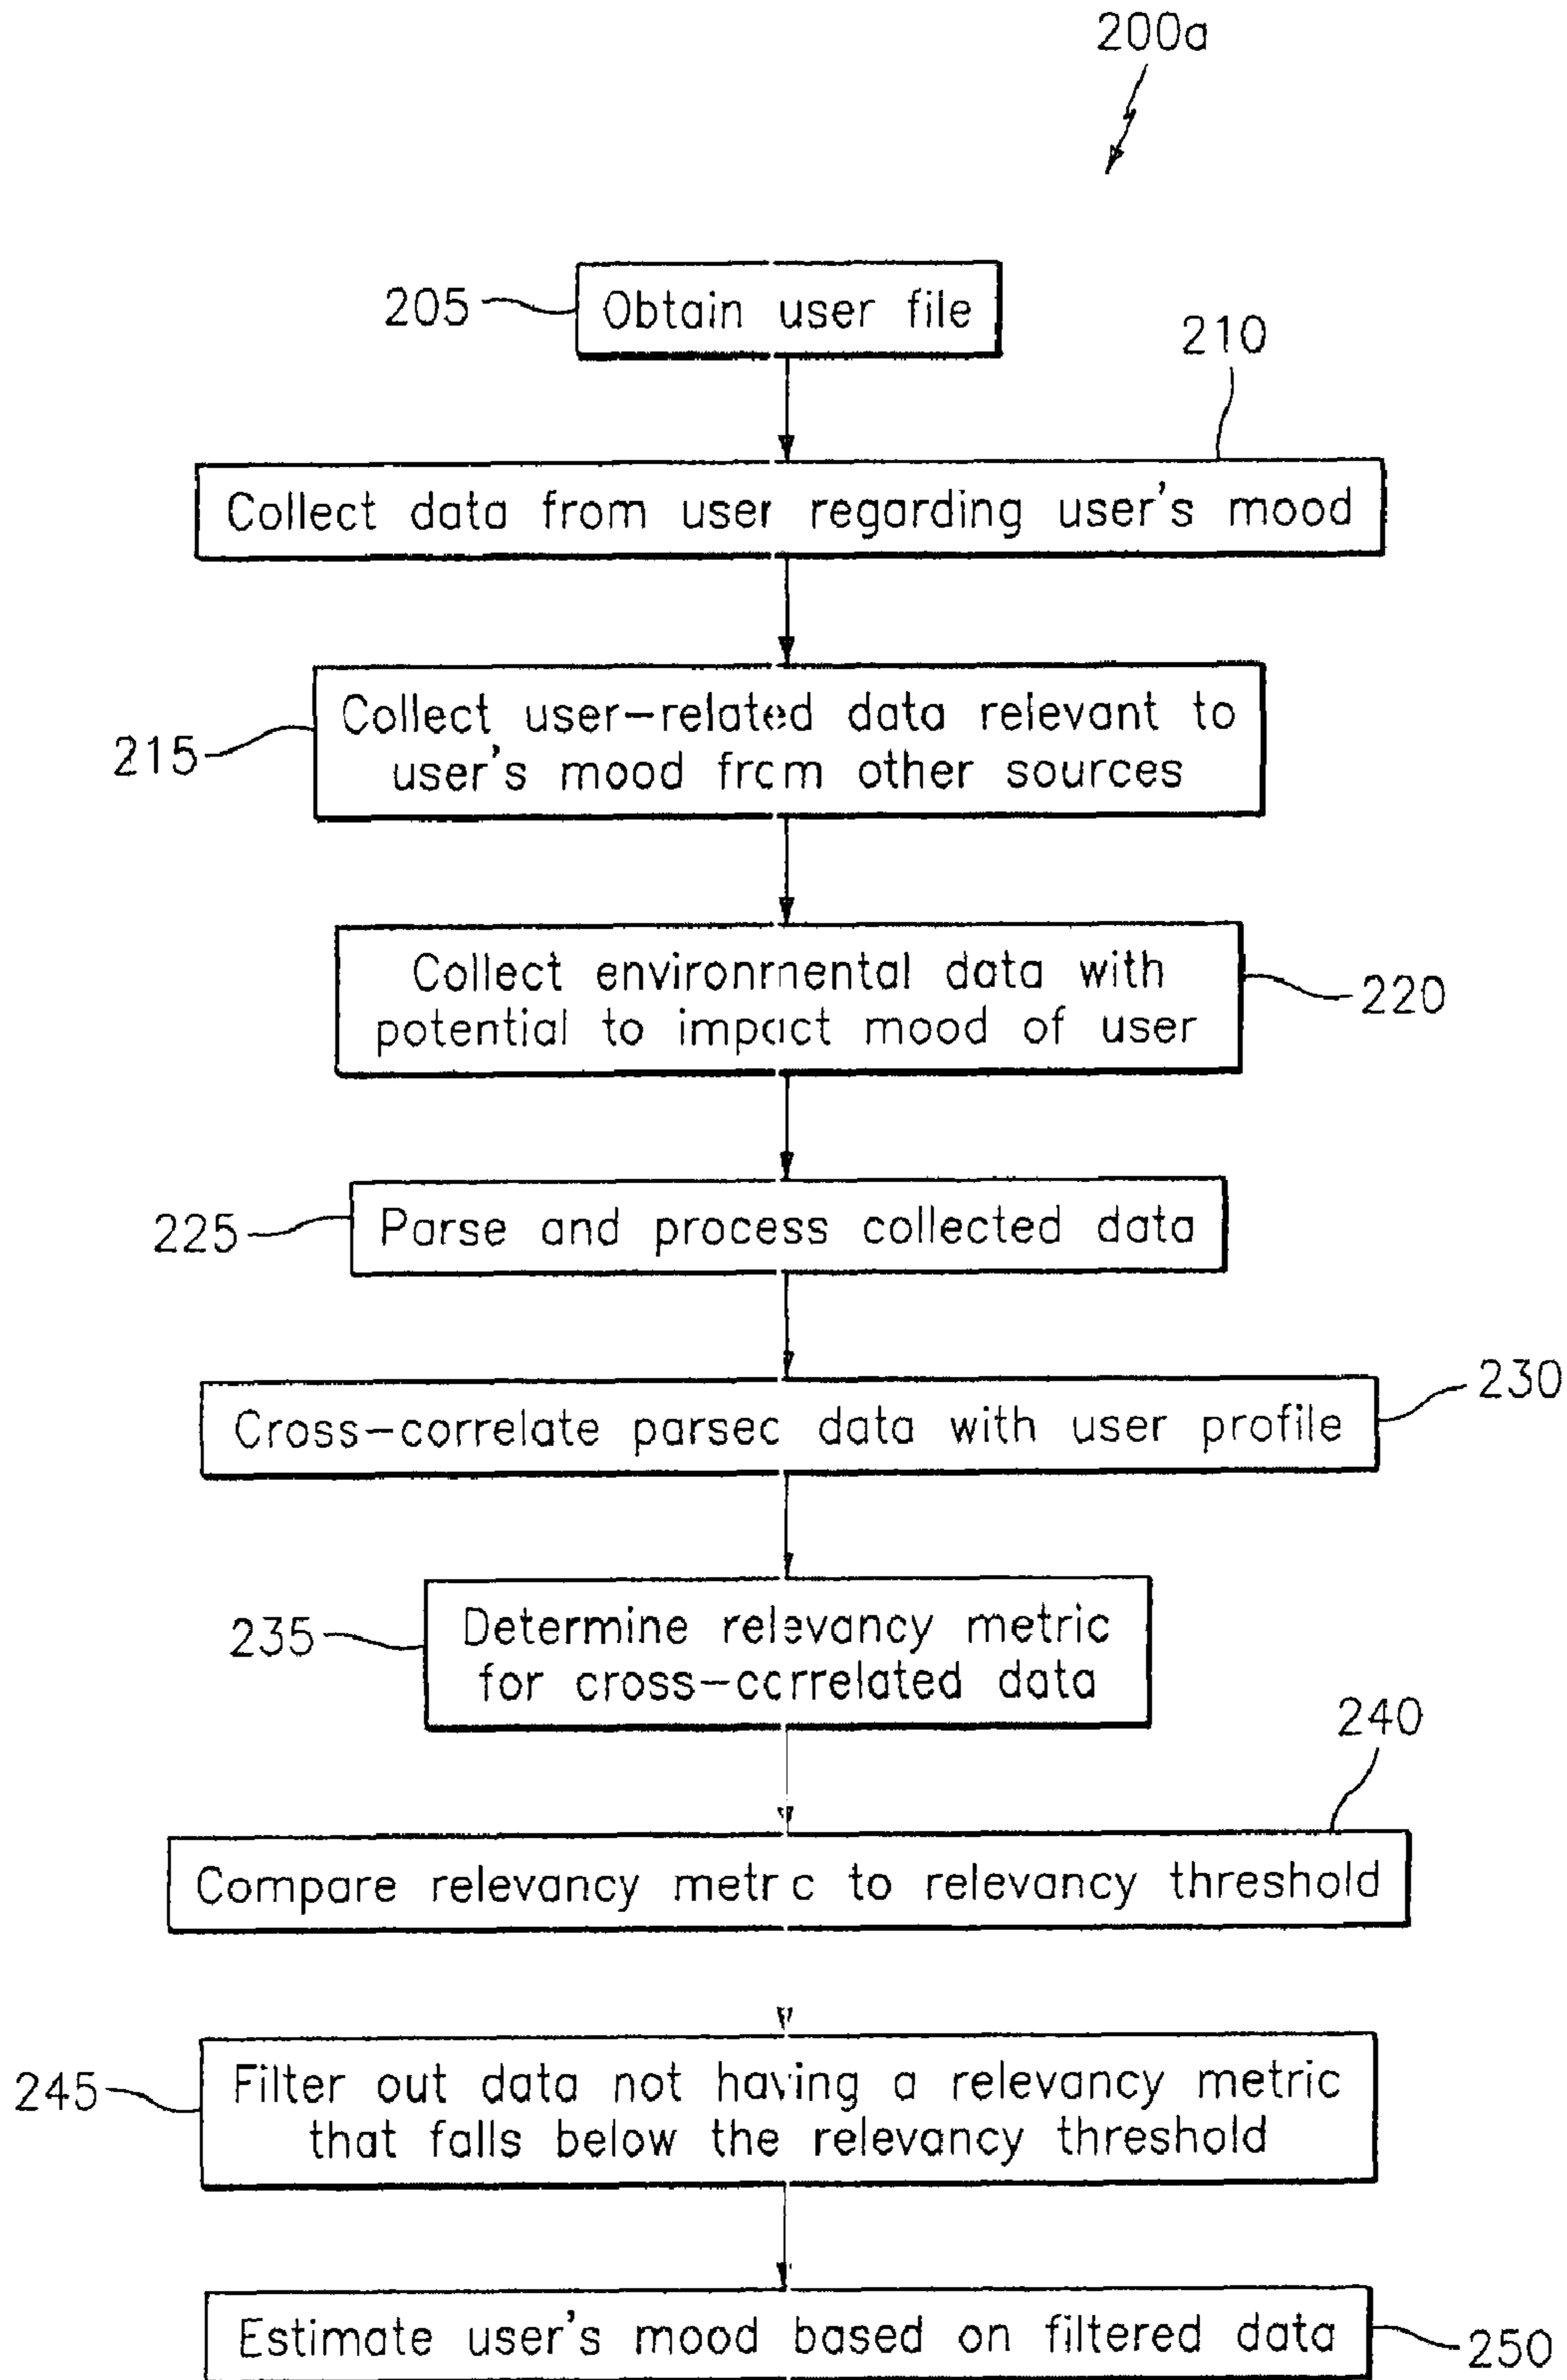 200a
205
Obtain user file
210
Collect data from user regarding user's mood
215
Collect user-related data relevant to
user's mood from other sources
Collect environmental data with
potential to impact mood of user
220
225
Parse and process collected data
Cross-correlate parsed data with user profile
230
235
Determine relevancy metric
for cross-correlated data
240
Compare relevancy metric to relevancy threshold
245
Filter out data not having a relevancy metric
that falls below the relevancy threshold
Estimate user's mood based on filtered data
250